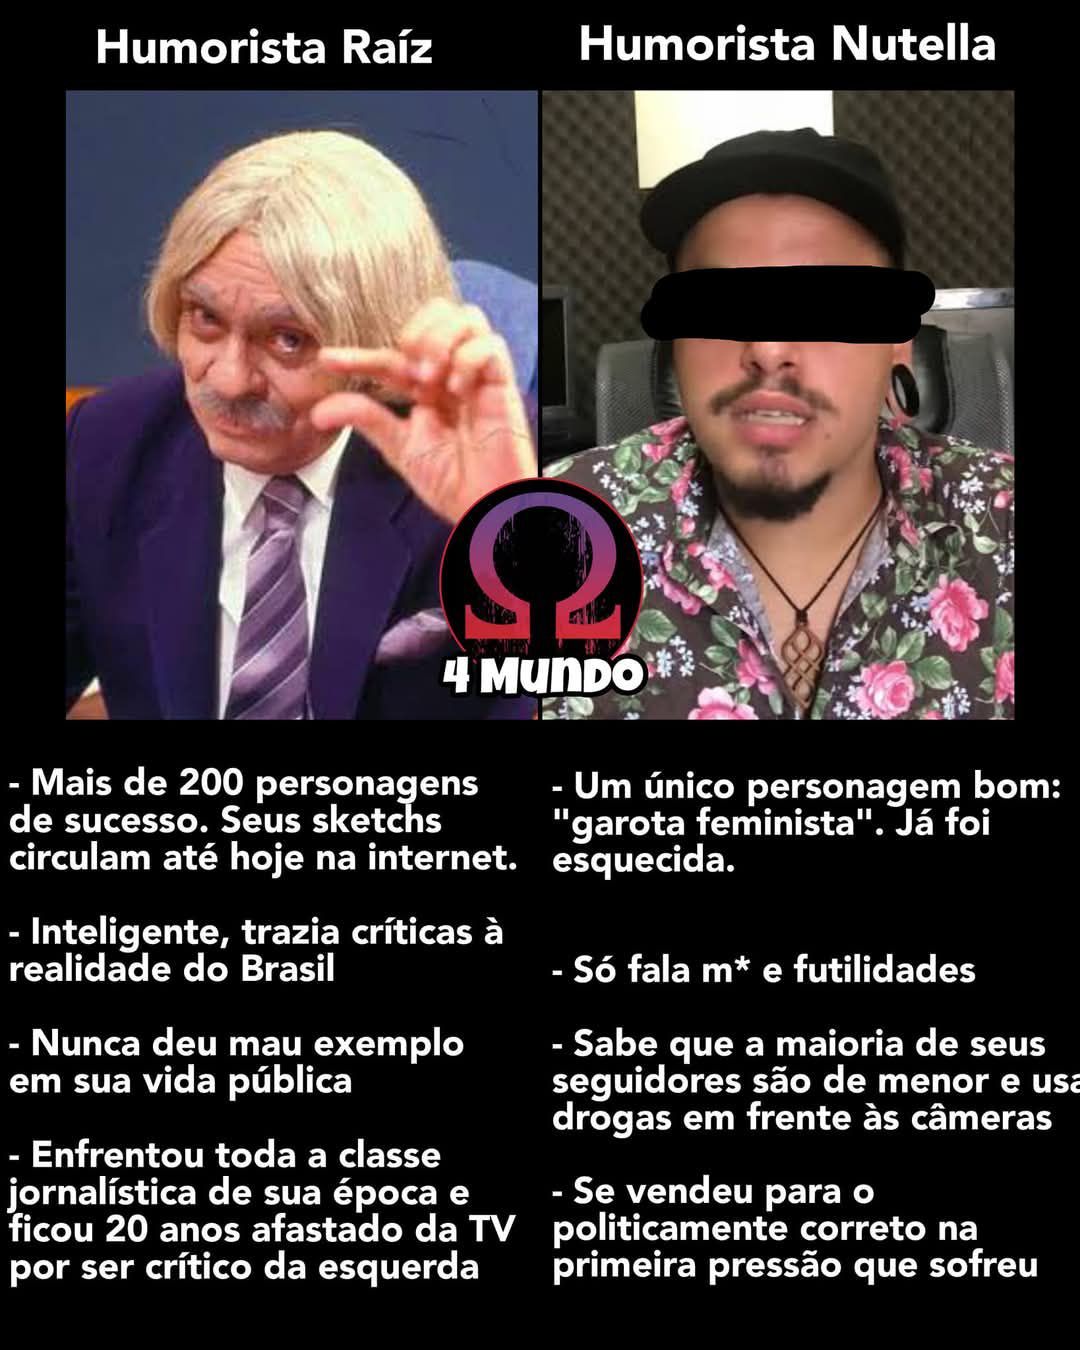 Humorista Raíz
Humorista Nutella
Ω
4 Mundo
- Mais de 200 personagens
de sucesso. Seus sketchs
circulam até hoje na internet.
- Inteligente, trazia críticas à
realidade do Brasil
- Nunca deu mau exemplo
em sua vida pública
- Enfrentou toda a classe
jornalística de sua época e
ficou 20 anos afastado da TV
por ser crítico da esquerda
- Um único personagem bom:
"garota feminista". Já foi
esquecida.
- Só fala m* e futilidades
- Sabe que a maioria de seus
seguidores são de menor e usa
drogas em frente às câmeras
- Se vendeu para o
politicamente correto na
primeira pressão que sofreu